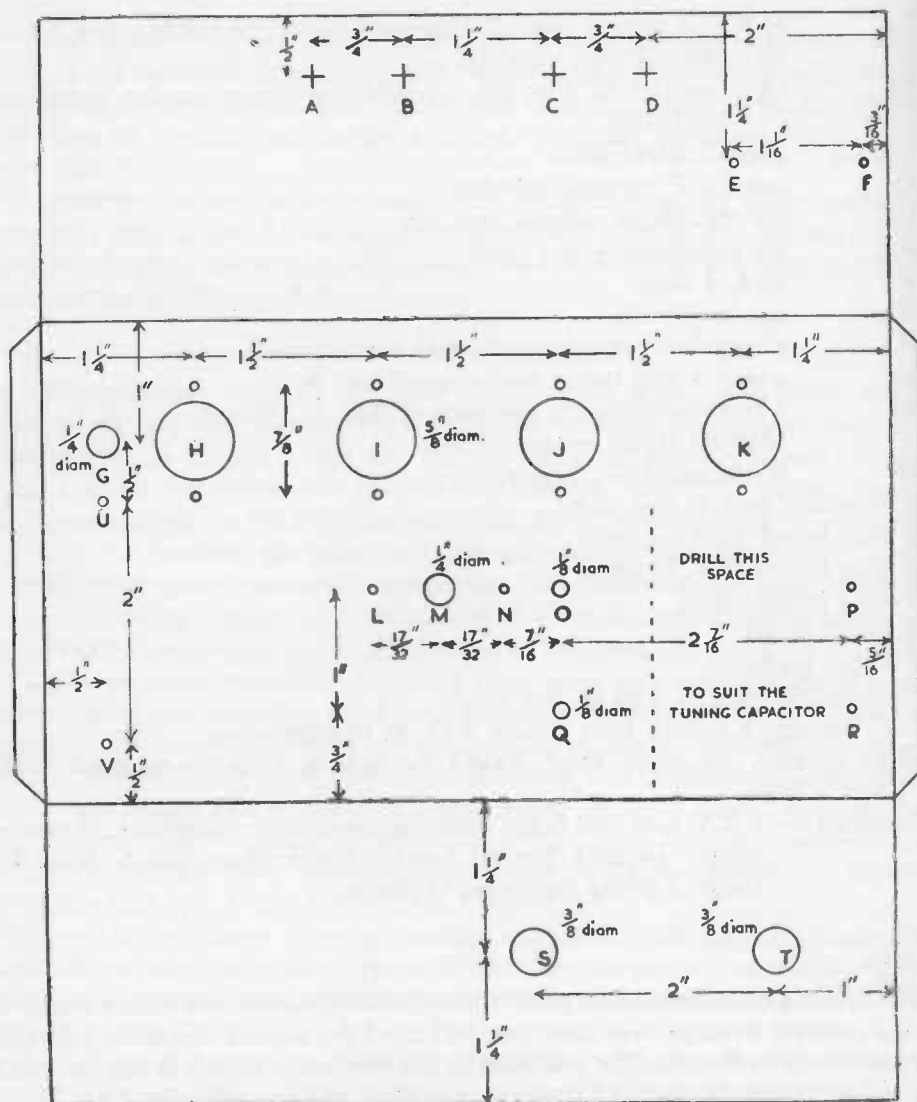 " 1/2" 3/4" 1 1/4" 3/4" 2"
A B C D
1 1/4"
1 1/16"
E F
1 1/4" 1 1/2" 1 1/2" 1 1/2" 1 1/4"
1"
1/4"
diam
G
H
7/8"
I
5/8" diam.
J
K
1/2"
U
2"
1/4" diam
1/8" diam
DRILL THIS
SPACE
L M N O P
17/32" 17/32" 7/16" 2 7/16" 5/16"
1"
1/2"
1/8" diam
Q
TO SUIT THE
TUNING CAPACITOR
R
V
1/2"
3/4"
1 1/4"
3/8" diam
S
3/8" diam
T
2" 1"
1 1/4"